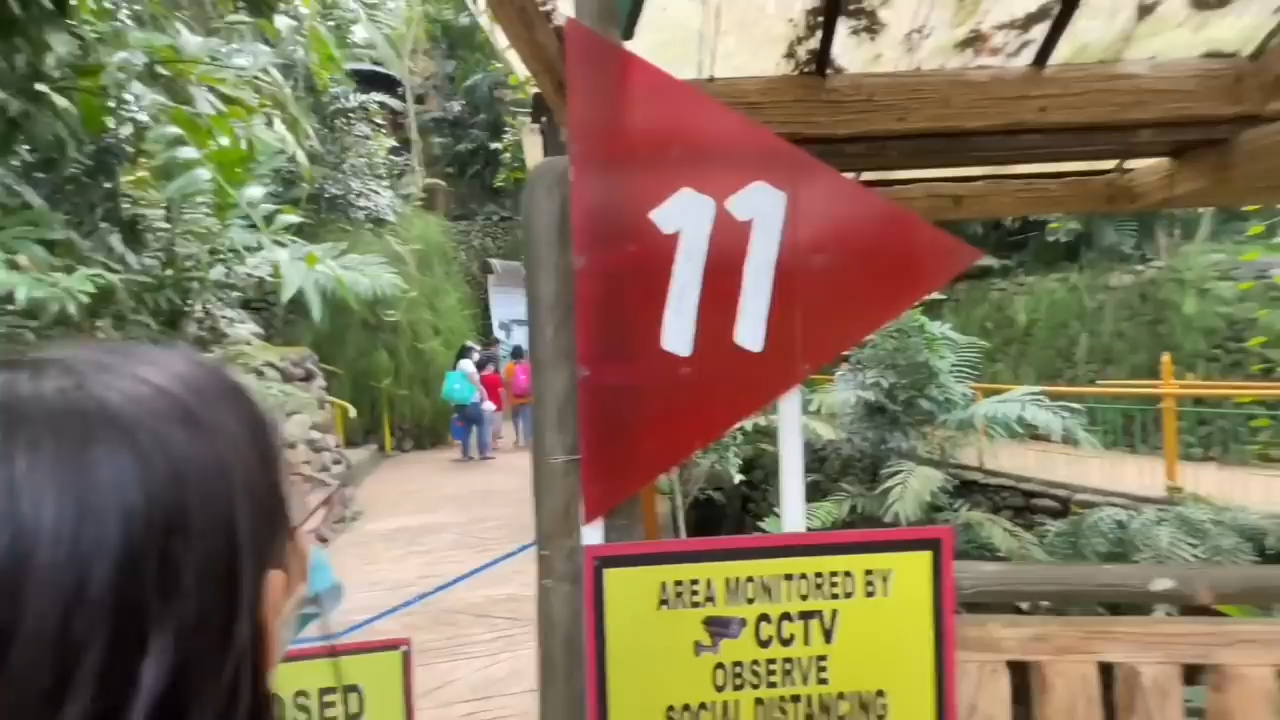 11
AREA MONITORED BY
CCTV
OBSERVE
SOCIAL DISTANCING